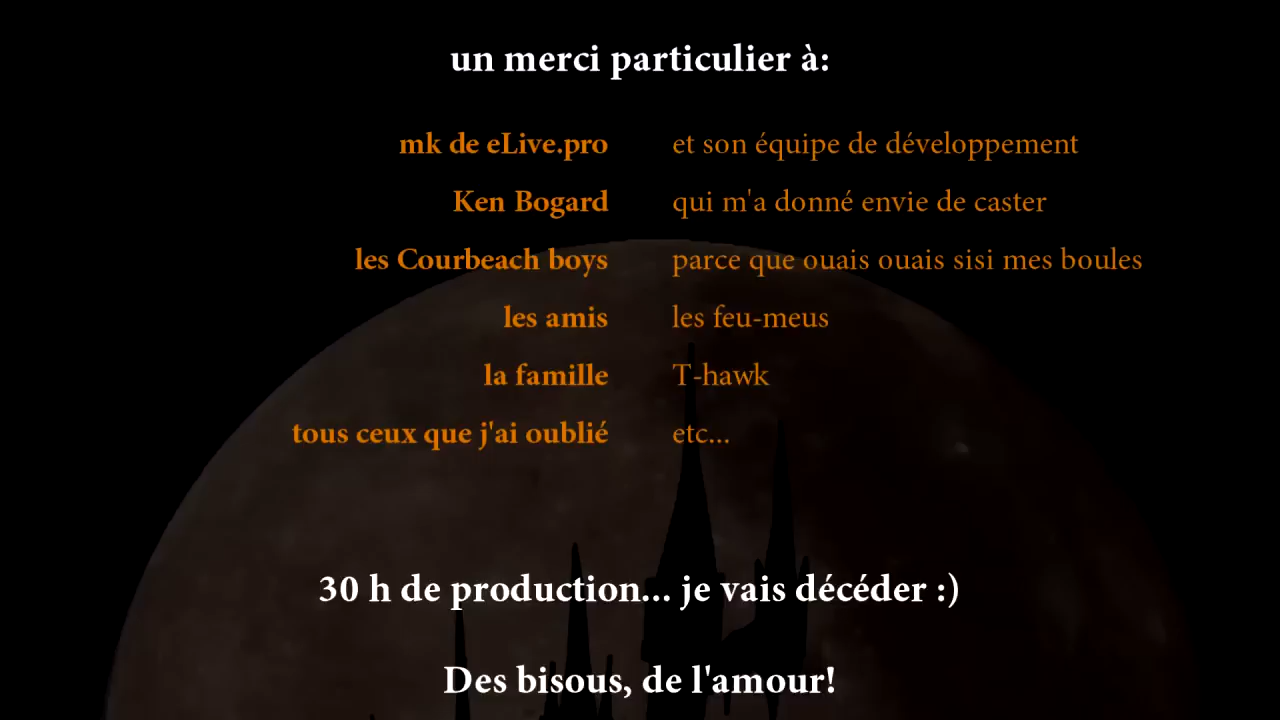 un merci particulier à:
mk de eLive.pro et son équipe de développement
Ken Bogard qui m'a donné envie de caster
les Courbeach boys parce que ouais ouais sisi mes boules
les amis les feu-meus
la famille T-hawk
tous ceux que j'ai oublié etc...
30 h de production... je vais décéder :)
Des bisous, de l'amour!